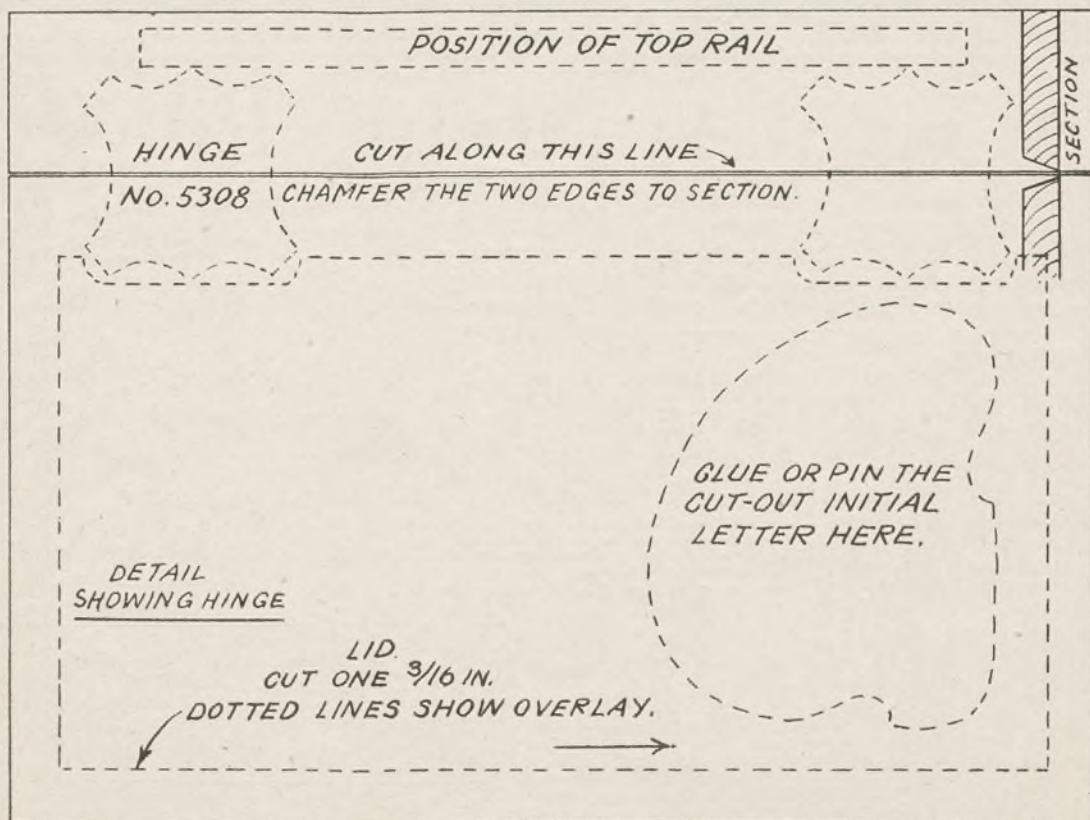 POSITION OF TOP RAIL
SECTION
HINGE
CUT ALONG THIS LINE
No. 5308
CHAMFER THE TWO EDGES TO SECTION.
GLUE OR PIN THE
CUT-OUT INITIAL
LETTER HERE.
DETAIL
SHOWING HINGE
LID.
CUT ONE 3/16 IN.
DOTTED LINES SHOW OVERLAY.